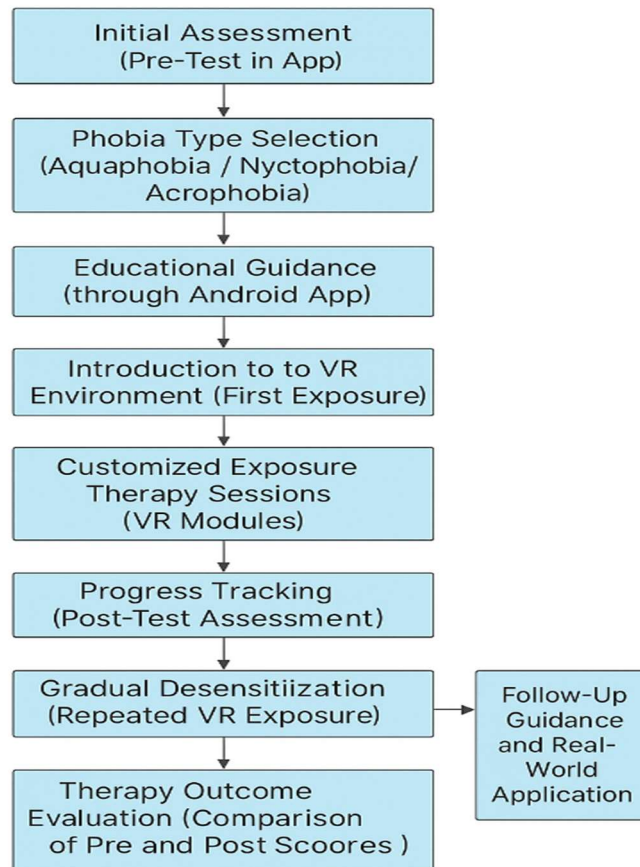 Initial Assessment
(Pre-Test in App)
Phobia Type Selection
(Aquaphobia / Nyctophobia/
Acrophobia)
Educational Guidance
(through Android App)
Introduction to to VR
Environment (First Exposure)
Customized Exposure
Therapy Sessions
(VR Modules)
Progress Tracking
(Post-Test Assessment)
Gradual Desensitiization
(Repeated VR Exposure)
Follow-Up
Guidance
and Real-
World
Application
Therapy Outcome
Evaluation (Comparison
of Pre and Post Scoores )